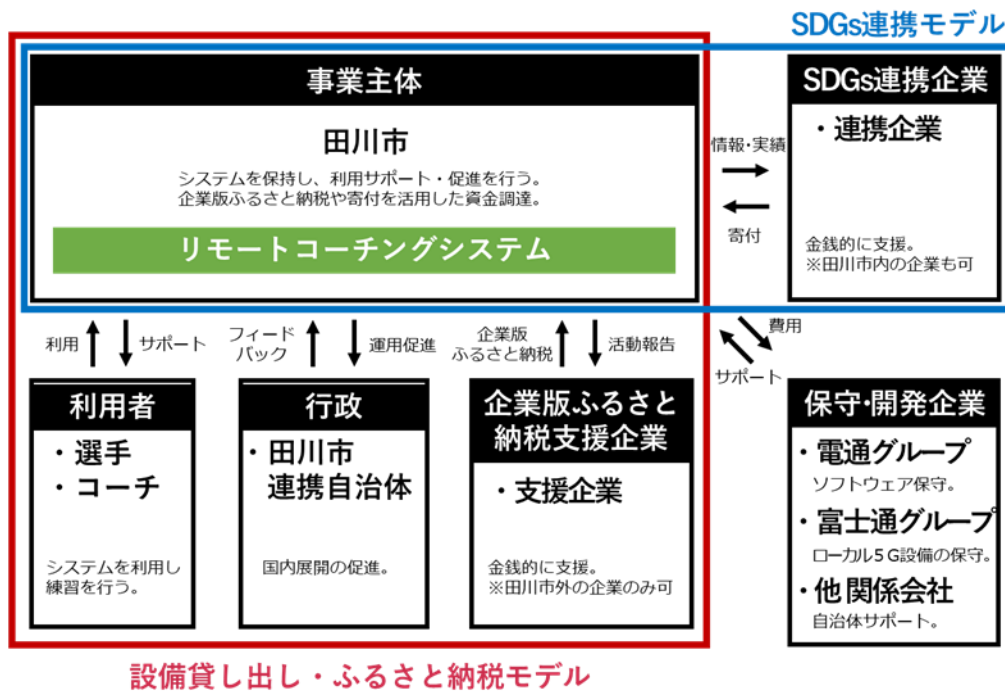 SDGs連携モデル
事業主体
田川市
システムを保持し、利用サポート・促進を行う。
企業版ふるさと納税や寄付を活用した資金調達。
リモートコーチングシステム
情報・実績
寄付
SDGs連携企業
・連携企業
金銭的に支援。
※田川市内の企業も可
利用
サポート
フィード
バック
運用促進
企業版
ふるさと納税
活動報告
費用
サポート
利用者
・選手
・コーチ
システムを利用し
練習を行う。
行政
・田川市
連携自治体
国内展開の促進。
企業版ふるさと
納税支援企業
・支援企業
金銭的に支援。
※田川市外の企業のみ可
保守・開発企業
・電通グループ
ソフトウェア保守。
・富士通グループ
ローカル5G設備の保守。
・他関係会社
自治体サポート。
設備貸し出し・ふるさと納税モデル